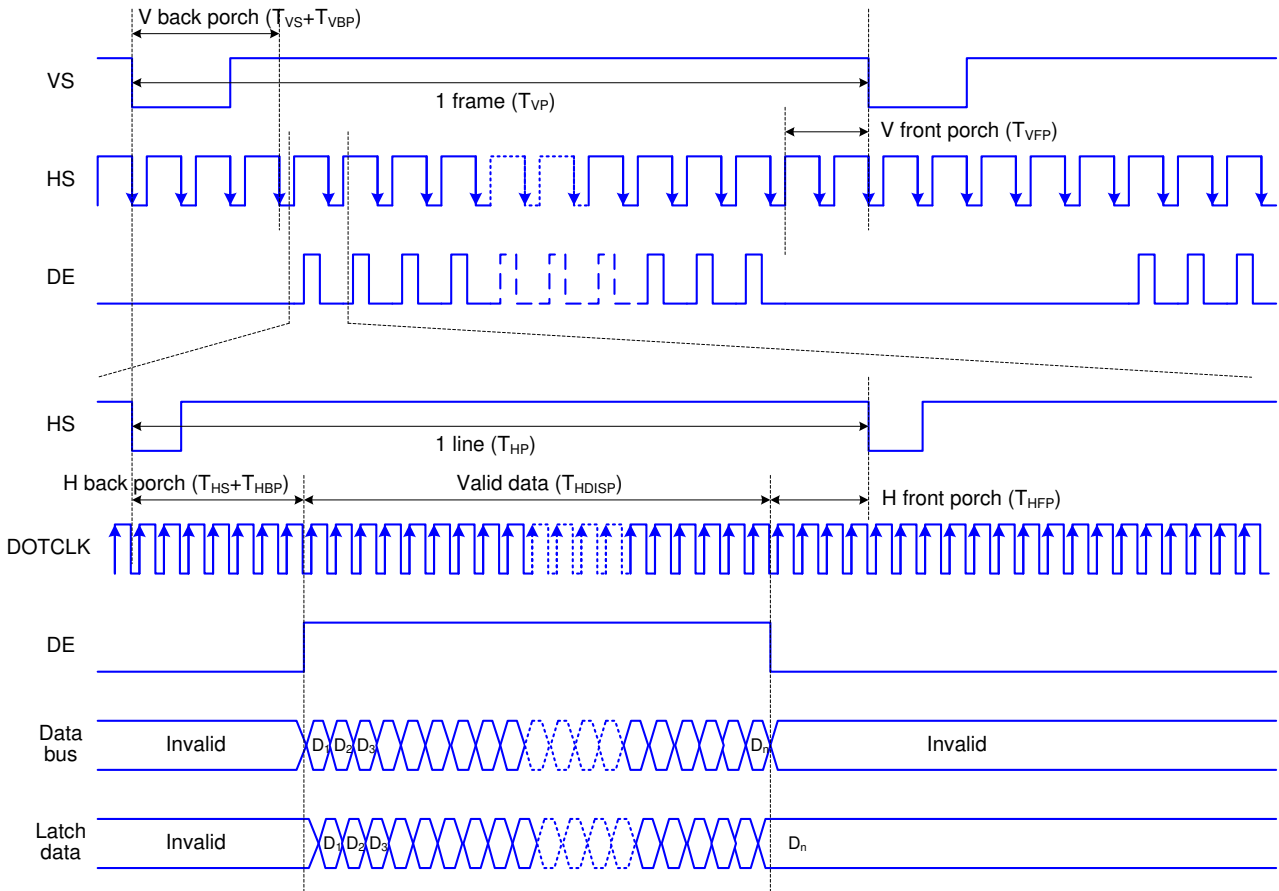 V back porch (TVS+TVBP)
VS
1 frame (TVP)
V front porch (TVFP)
HS
DE
HS
1 line (THP)
H back porch (THS+THBP)
Valid data (THDISP)
H front porch (THFP)
DOTCLK
DE
Data
bus
Invalid
D1 D2 D3
Dn
Invalid
Latch
data
Invalid
D1 D2 D3
Dn